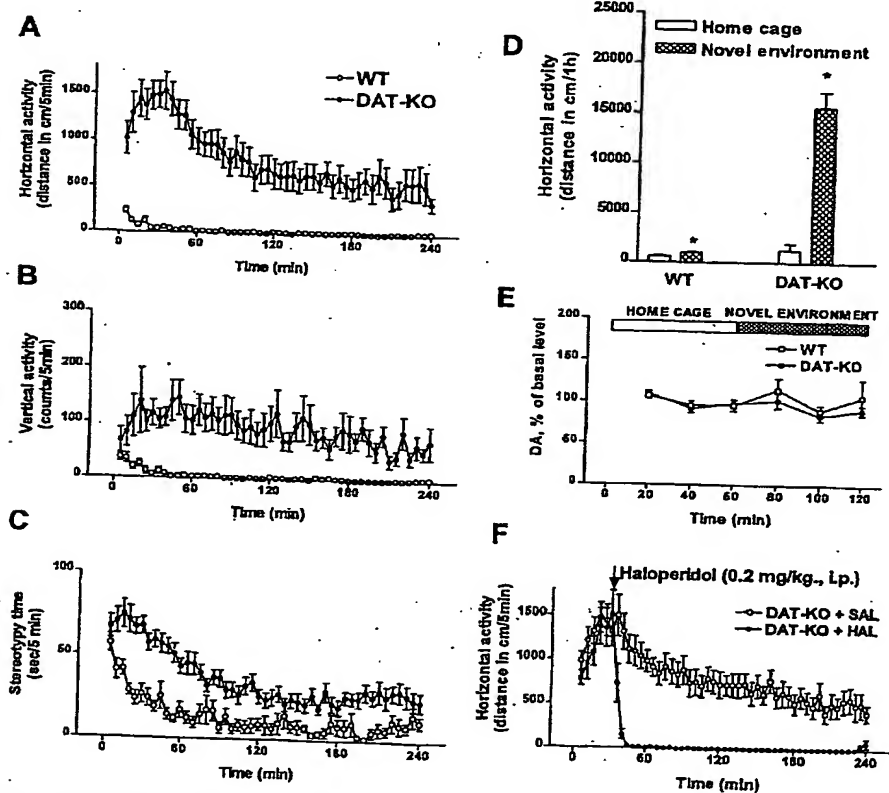 A
Horizontal activity
(distance in cm/5min)
1500
1000
500
0
WT
DAT-KO
0 60 120 180 240
Time (min)
B
Vertical activity
(counts/5min)
300
200
100
0
0 60 120 180 240
Time (min)
C
Stereotypy time
(sec/5 min)
100
50
0
0 60 120 180 240
Time (min)
D
Horizontal activity
(distance in cm/1h)
25000
20000
15000
10000
5000
0
Home cage
Novel environment
*
*
WT DAT-KO
E
DA, % of basal level
200
150
100
50
0
HOME CAGE NOVEL ENVIRONMENT
WT
DAT-KO
0 20 40 60 80 100 120
Time (min)
F
Horizontal activity
(distance in cm/5min)
1500
1000
500
0
Haloperidol (0.2 mg/kg., i.p.)
DAT-KO + SAL
DAT-KO + HAL
0 60 120 180 240
Time (min)